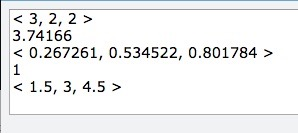 < 3, 2, 2 >
3.74166
< 0.267261, 0.534522, 0.801784 >
1
< 1.5, 3, 4.5 >